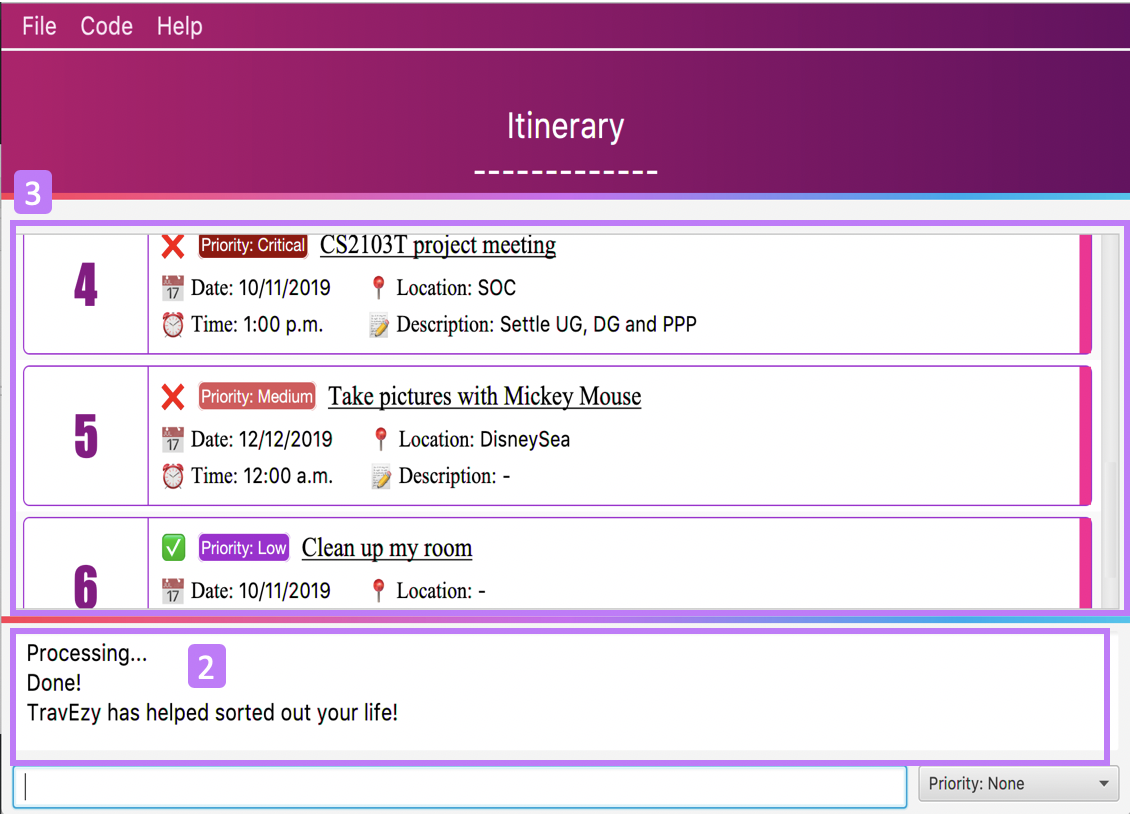 File Code Help
Itinerary
-------------
3
4
Priority: Critical CS2103T project meeting
17 Date: 10/11/2019 Location: SOC
Time: 1:00 p.m. Description: Settle UG, DG and PPP
5
Priority: Medium Take pictures with Mickey Mouse
17 Date: 12/12/2019 Location: DisneySea
Time: 12:00 a.m. Description: -
6
Priority: Low Clean up my room
17 Date: 10/11/2019 Location: -
Processing...
2
Done!
TravEzy has helped sorted out your life!
Priority: None